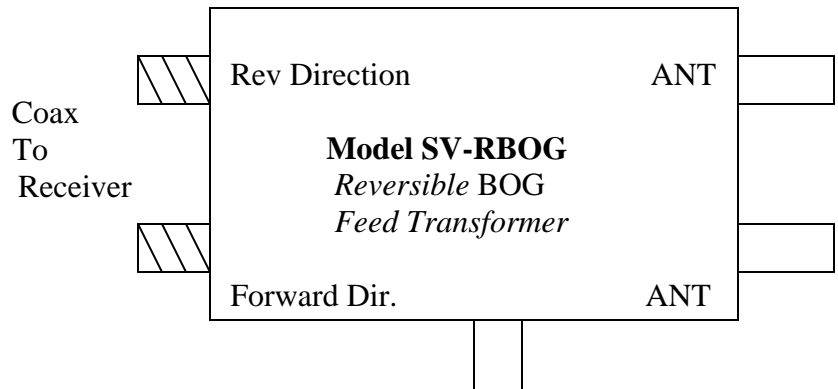 Rev Direction ANT
Coax
To
Receiver
Model SV-RBOG
Reversible BOG
Feed Transformer
Forward Dir. ANT